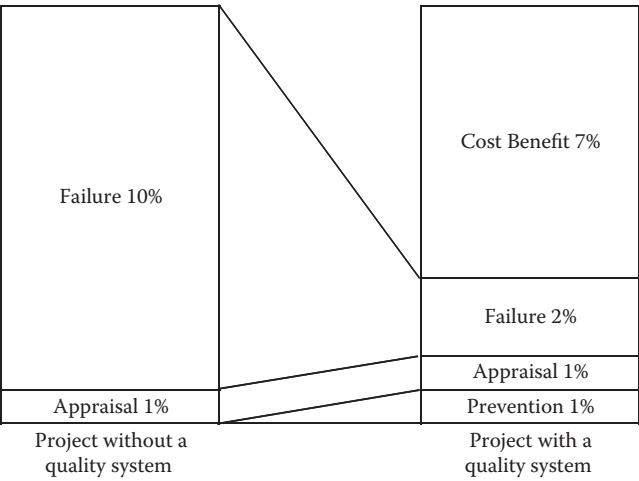 Failure 10%
Appraisal 1%
Project without a
quality system
Cost Benefit 7%
Failure 2%
Appraisal 1%
Prevention 1%
Project with a
quality system